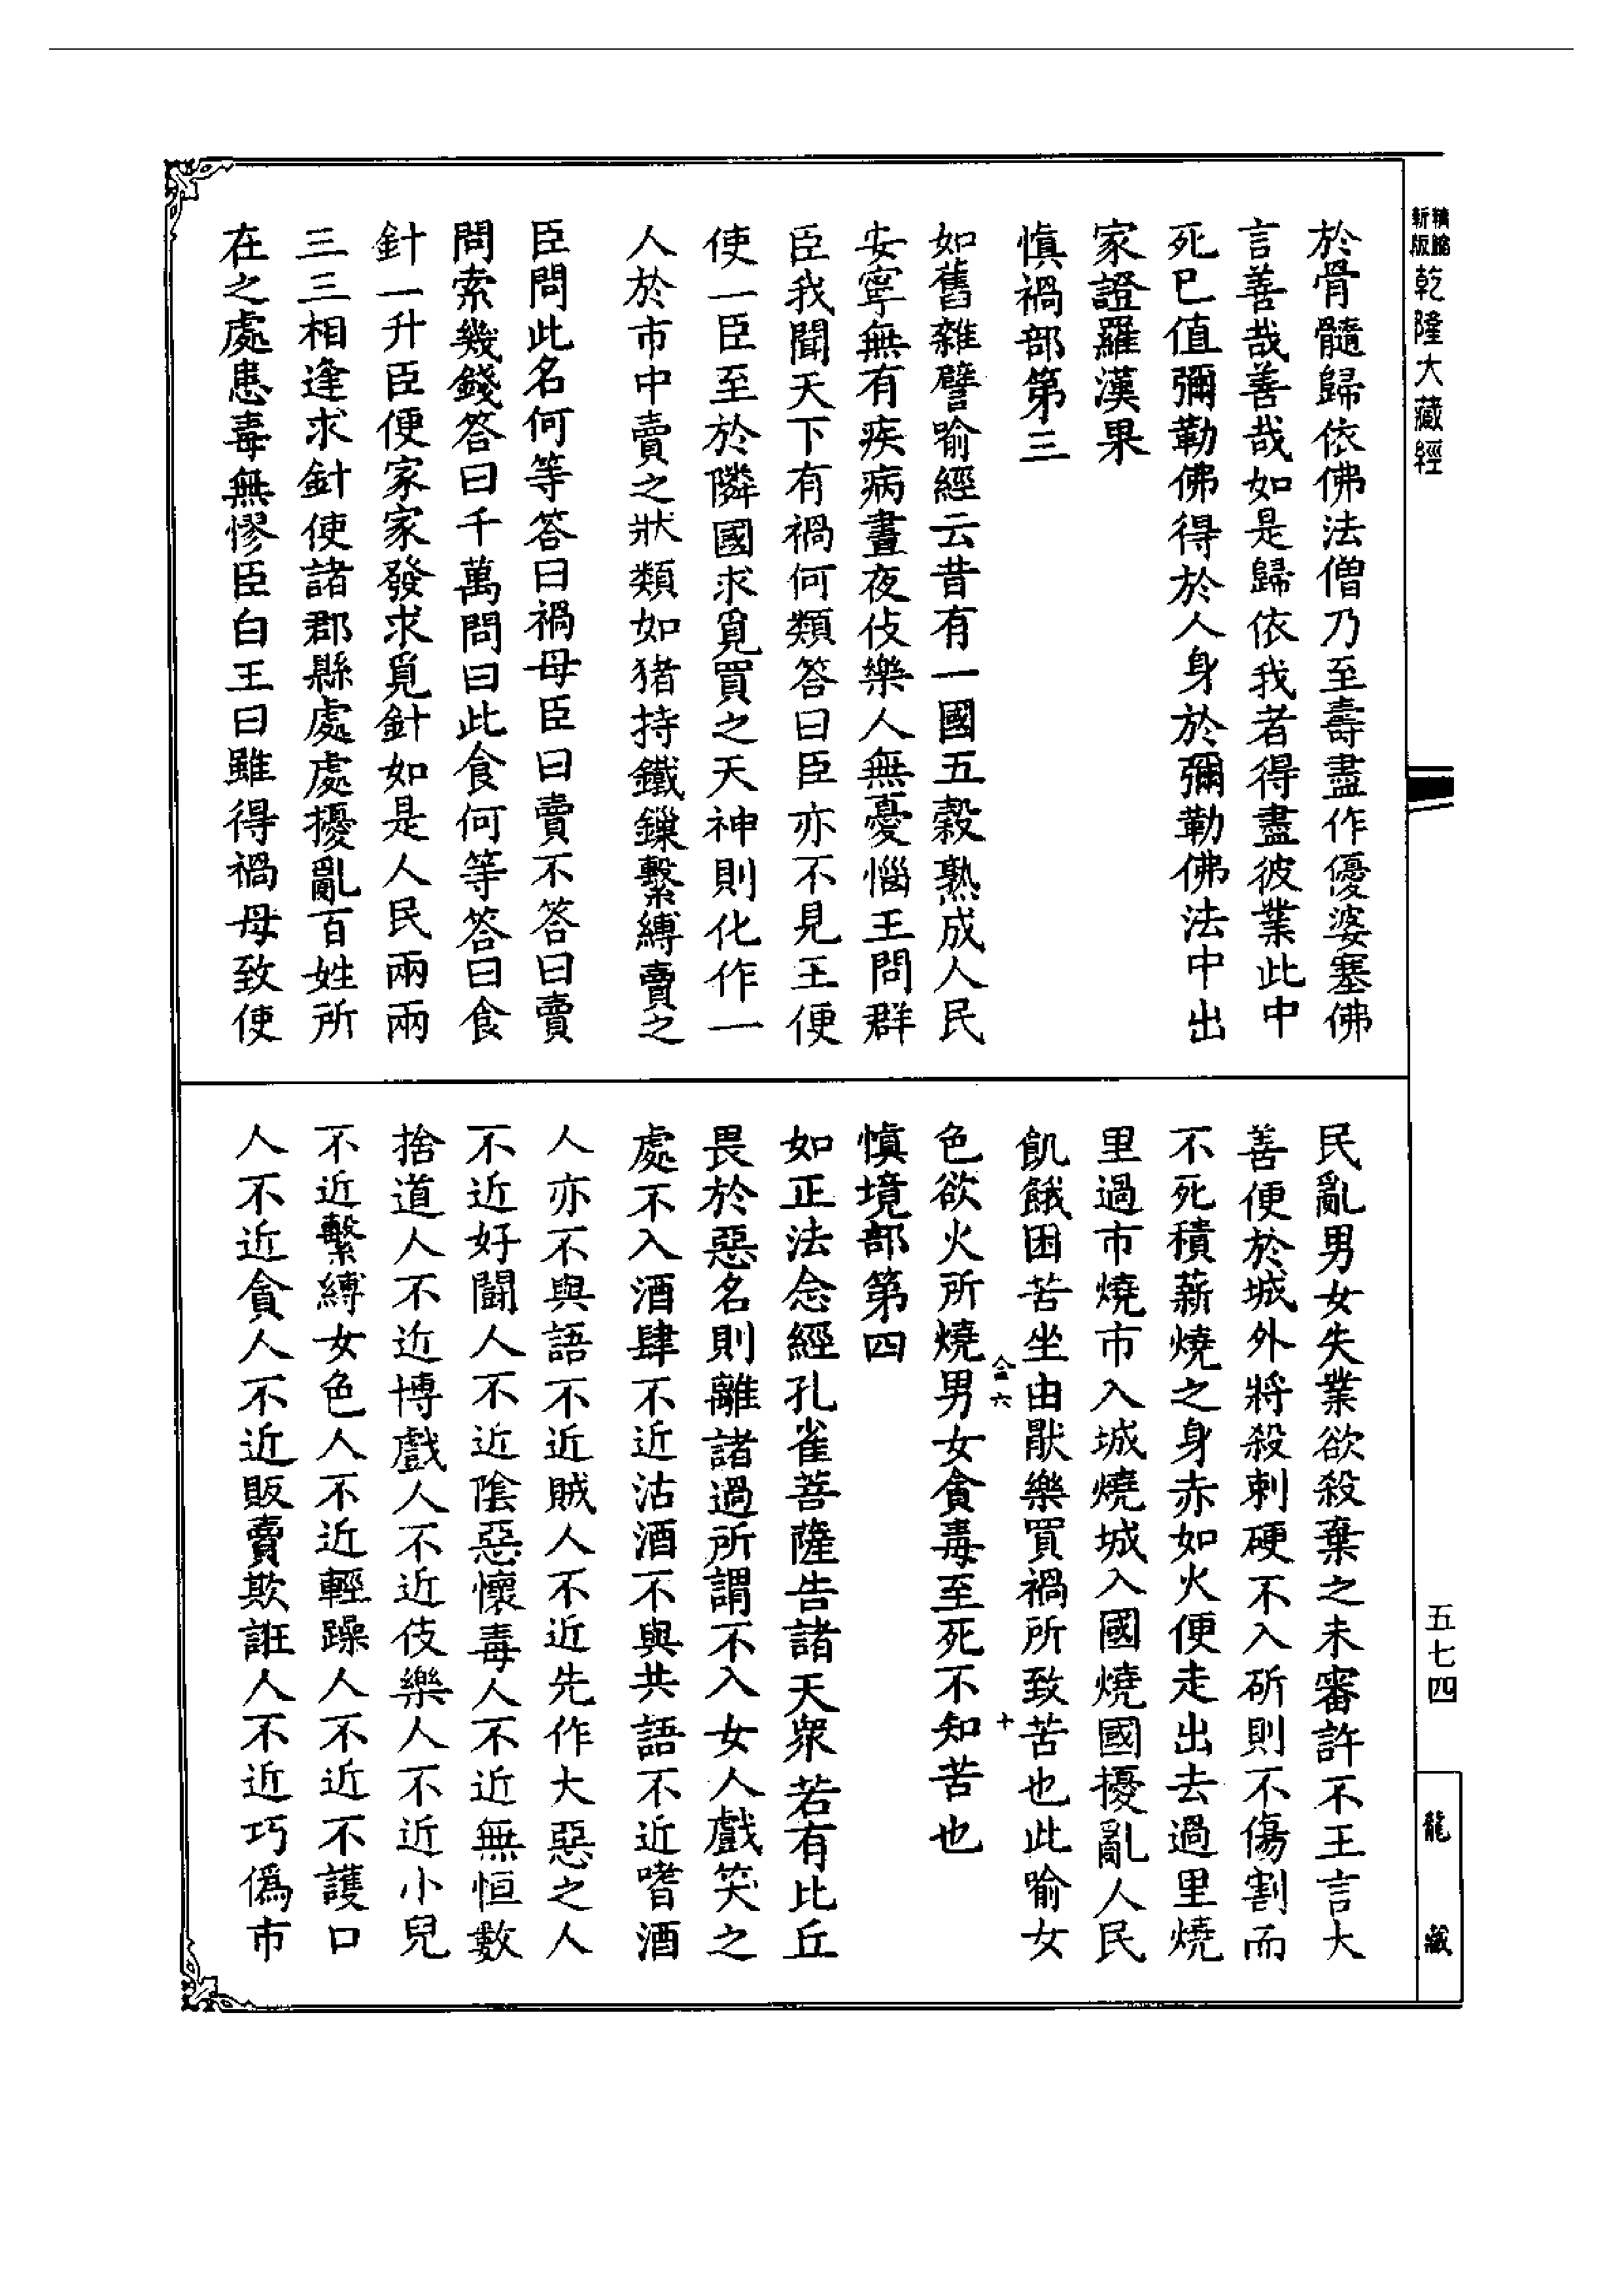 精縮新版乾隆大藏經
於骨髓歸依佛法僧乃至壽盡作優婆塞佛
言善哉善哉如是歸依我者得盡彼業此中
死已值彌勒佛得於人身於彌勒佛法中出
家證羅漢果
慎禍部第三
如舊雜譬喻經云昔有一國五穀熟成人民
安寧無有疾病晝夜伎樂人無憂惱王問群
臣我聞天下有禍何類答曰臣亦不見王便
使一臣至於隣國求覓買之天神則化作一
人於市中賣之狀類如猪持鐵鏁繫縛賣之
臣問此名何等答曰禍母臣曰賣不答曰賣
問索幾錢答曰千萬問曰此食何等答曰食
針一升臣便家家發求覓針如是人民兩兩
三三相逢求針使諸郡縣處處擾亂百姓所
在之處患毒無憀臣白王曰雖得禍母致使
民亂男女失業欲殺棄之未審許不王言大
善便於城外將殺刺硬不入斫則不傷割而
不死積薪燒之身赤如火便走出去過里燒
里過市燒市入城燒城入國燒國擾亂人民
飢餓困苦坐由猒樂買禍所致苦也此喻女
色欲火所燒男女貪毒至死不知苦也
慎境部第四
如正法念經孔雀菩薩告諸天眾若有比丘
畏於惡名則離諸過所謂不入女人戲笑之
處不入酒肆不近沽酒不與共語不近嗜酒
人亦不與語不近賊人不近先作大惡之人
不近好鬪人不近陰惡懷毒人不近無恒數
捨道人不近博戲人不近伎樂人不近小兒
不近繫縛女色人不近輕躁人不近不護口
人不近貪人不近販賣欺誑人不近巧偽市
五七四
龍藏